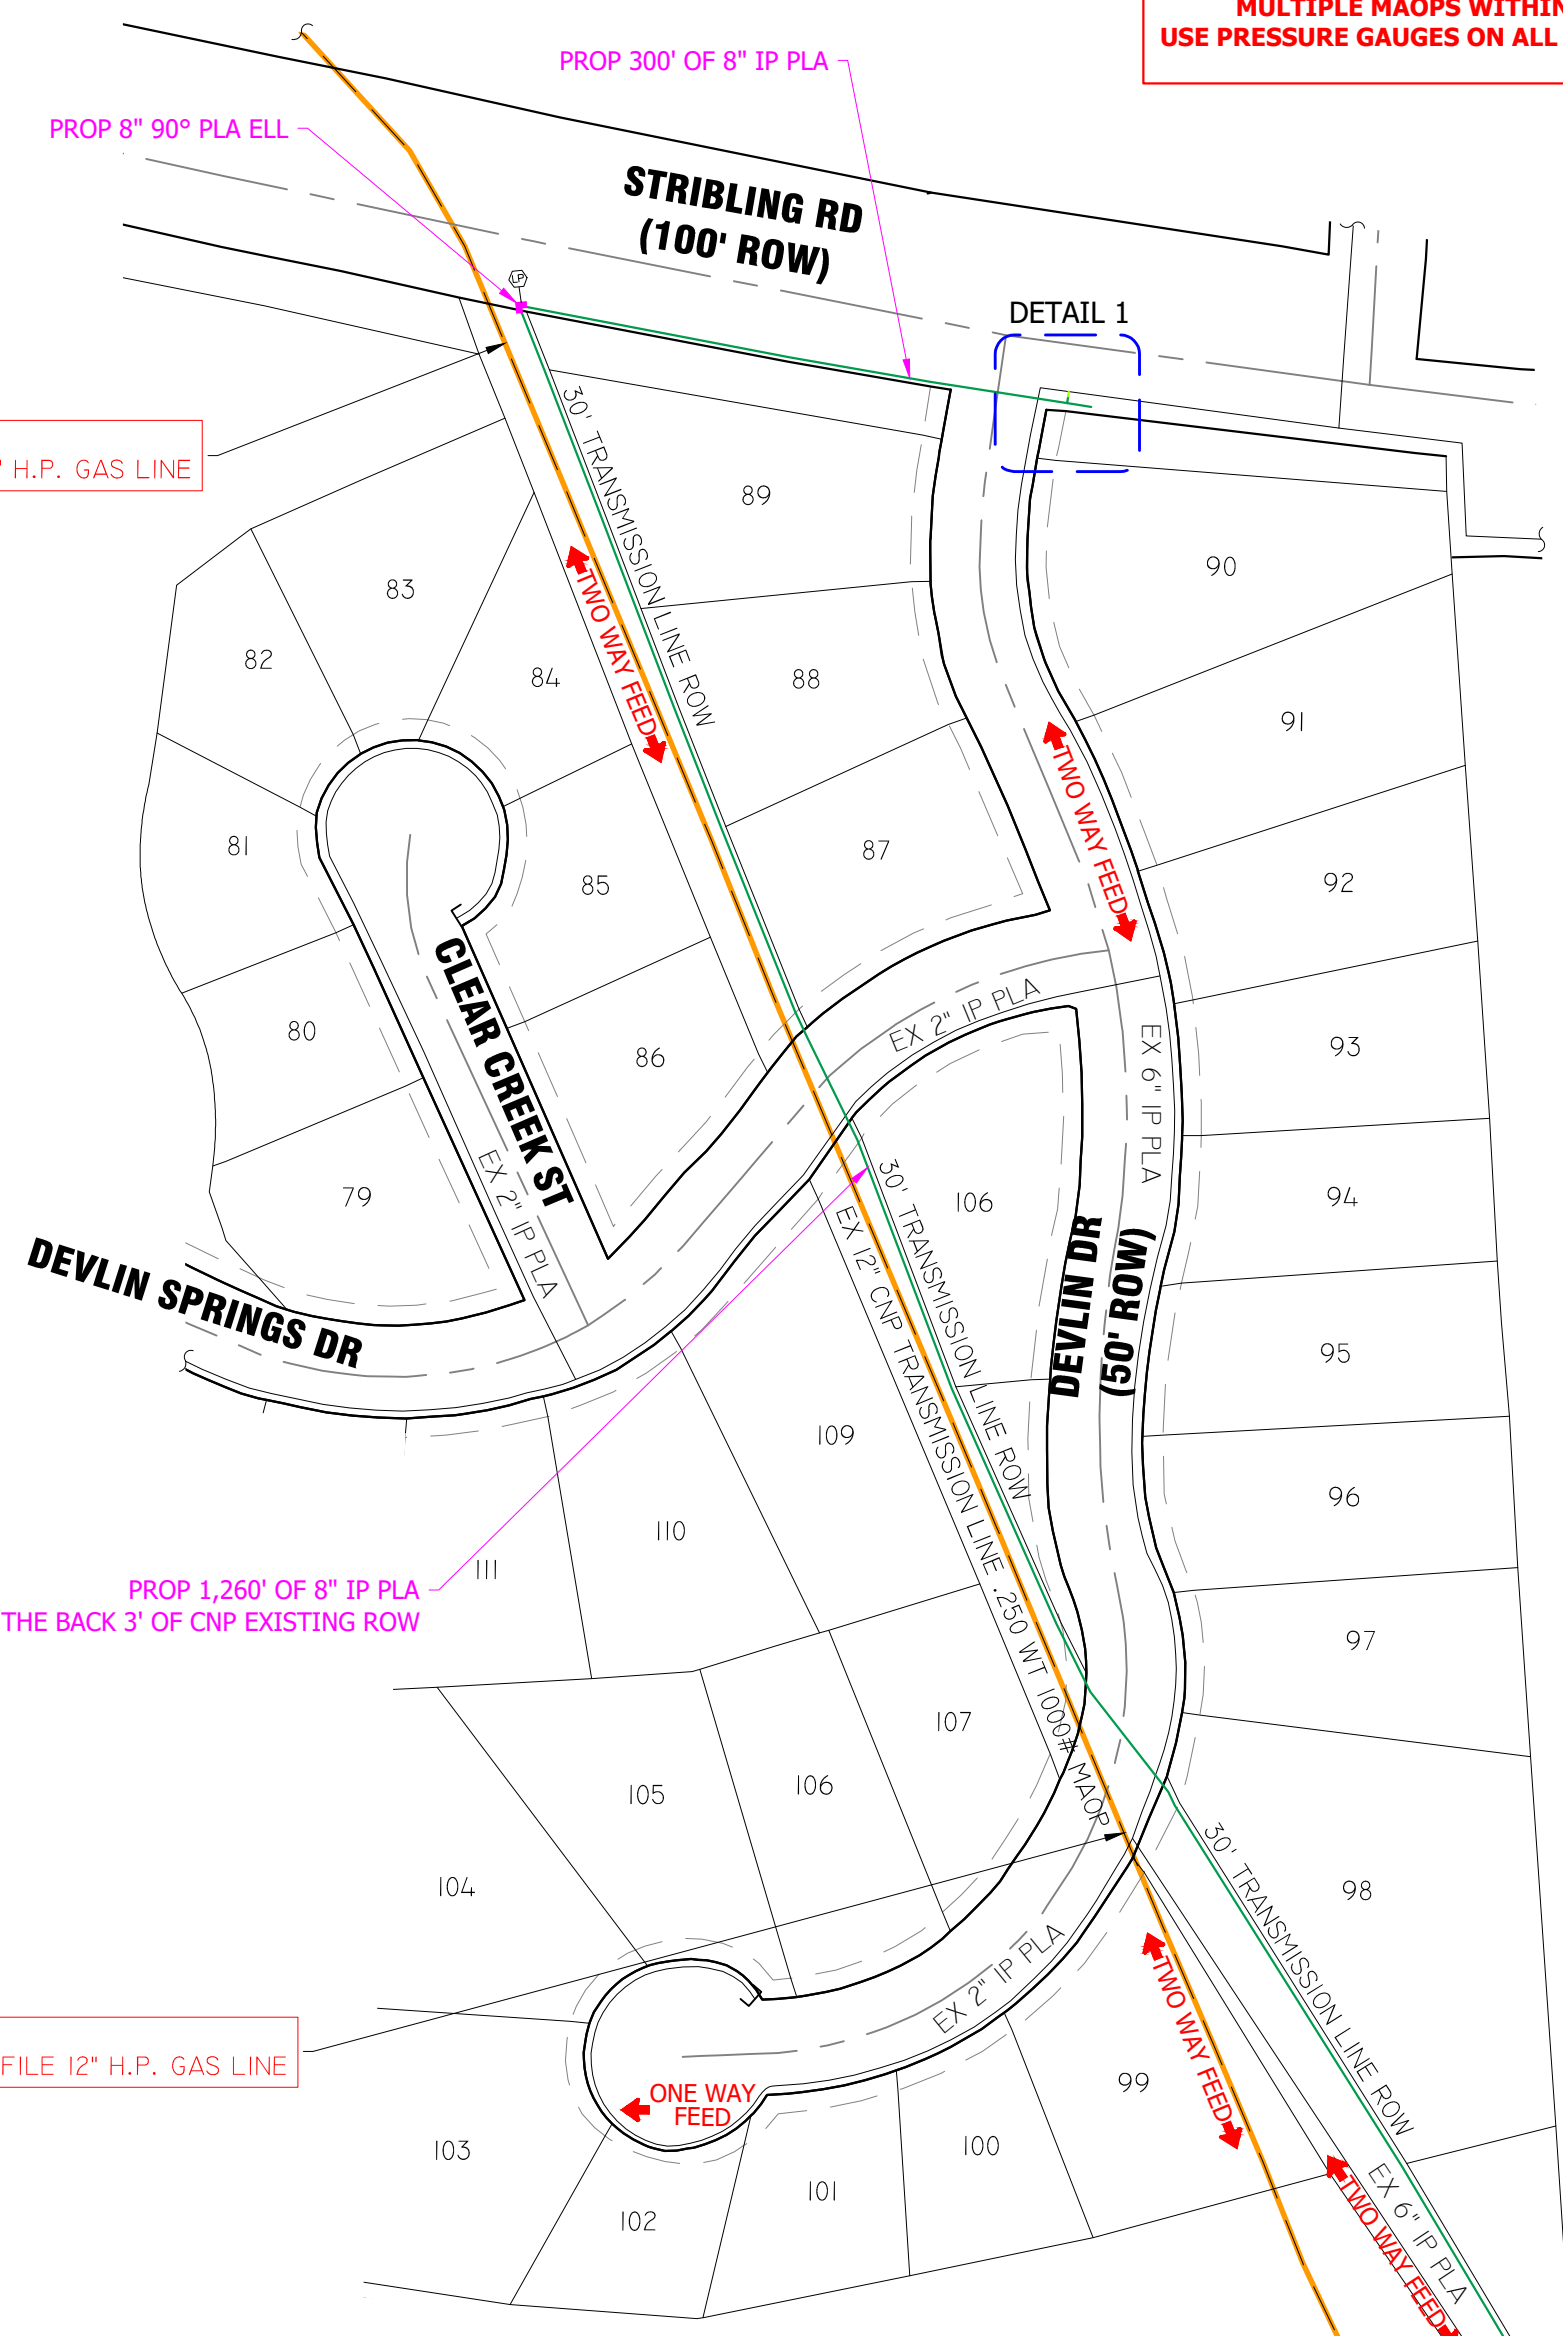 MULTIPLE MAOPS WITHIN
USE PRESSURE GAUGES ON ALL
PROP 300' OF 8" IP PLA
PROP 8" 90° PLA ELL
STRIBLING RD
(100' ROW)
LP
DETAIL 1
" H.P. GAS LINE
30' TRANSMISSION LINE ROW
TWO WAY FEED
89
90
83
82
84
88
91
TWO WAY FEED
81
85
87
92
CLEAR CREEK ST
80
86
EX 2" IP PLA
EX 6" IP PLA
93
79
EX 2" IP PLA
106
94
DEVLIN SPRINGS DR
DEVLIN DR
(50' ROW)
30' TRANSMISSION LINE ROW
EX 12" CNP TRANSMISSION LINE .250 WT 1000# MAOP
95
109
96
110
111
PROP 1,260' OF 8" IP PLA
THE BACK 3' OF CNP EXISTING ROW
97
107
106
105
104
98
30' TRANSMISSION LINE ROW
EX 2" IP PLA
TWO WAY FEED
FILE 12" H.P. GAS LINE
ONE WAY
FEED
99
103
100
101
102
EX 6" IP PLA
TWO WAY FEED